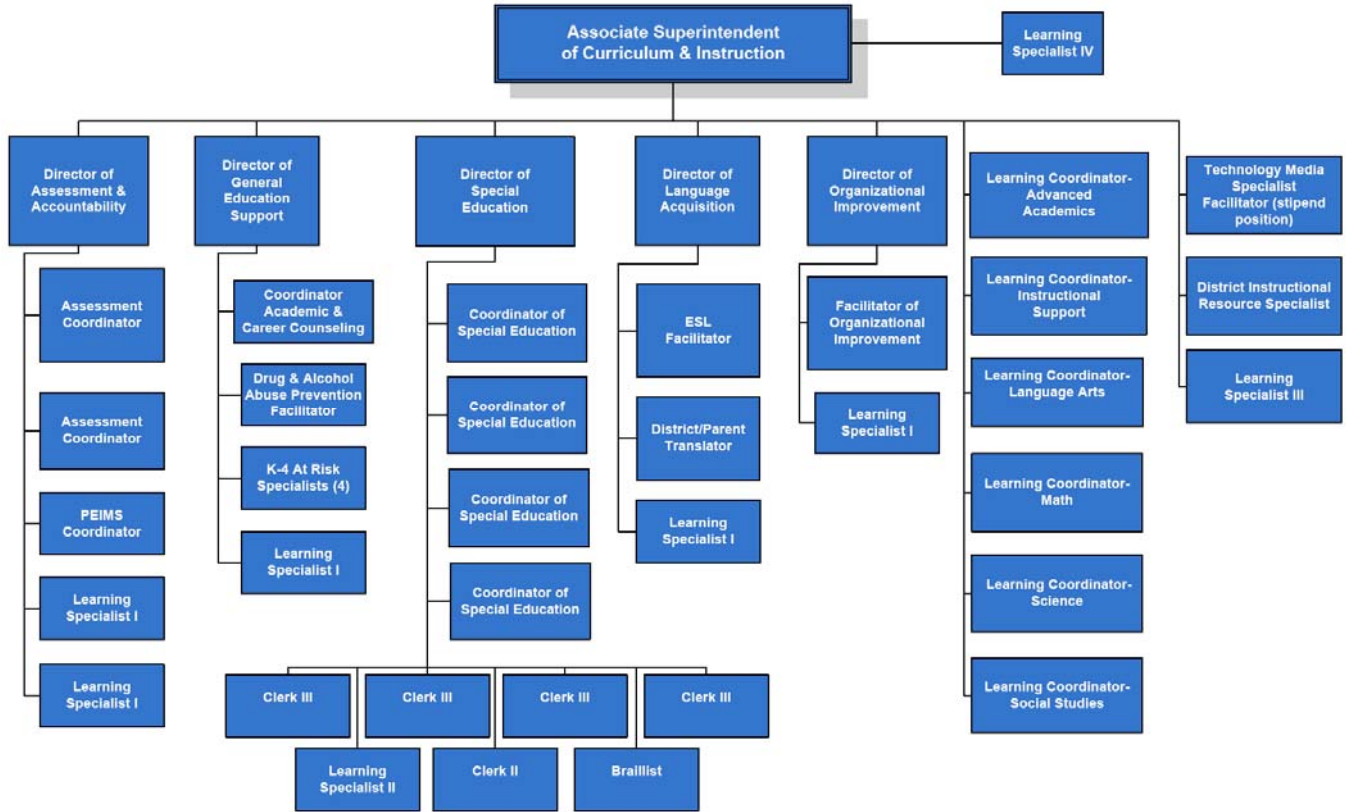 Associate Superintendent
of Curriculum & Instruction
Learning
Specialist IV
Director of
Assessment &
Accountability
Assessment
Coordinator
Assessment
Coordinator
PEIMS
Coordinator
Learning
Specialist I
Learning
Specialist I
Director of
General
Education
Support
Coordinator
Academic &
Career Counseling
Drug & Alcohol
Abuse Prevention
Facilitator
K-4 At Risk
Specialists (4)
Learning
Specialist I
Director of
Special
Education
Coordinator of
Special Education
Coordinator of
Special Education
Coordinator of
Special Education
Coordinator of
Special Education
Clerk III
Clerk III
Clerk III
Clerk III
Learning
Specialist II
Clerk II
Braillist
Director of
Language
Acquisition
ESL
Facilitator
District/Parent
Translator
Learning
Specialist I
Director of
Organizational
Improvement
Facilitator of
Organizational
Improvement
Learning
Specialist I
Learning Coordinator-
Advanced
Academics
Learning Coordinator-
Instructional
Support
Learning Coordinator-
Language Arts
Learning Coordinator-
Math
Learning Coordinator-
Science
Learning Coordinator-
Social Studies
Technology Media
Specialist
Facilitator (stipend
position)
District Instructional
Resource Specialist
Learning
Specialist III